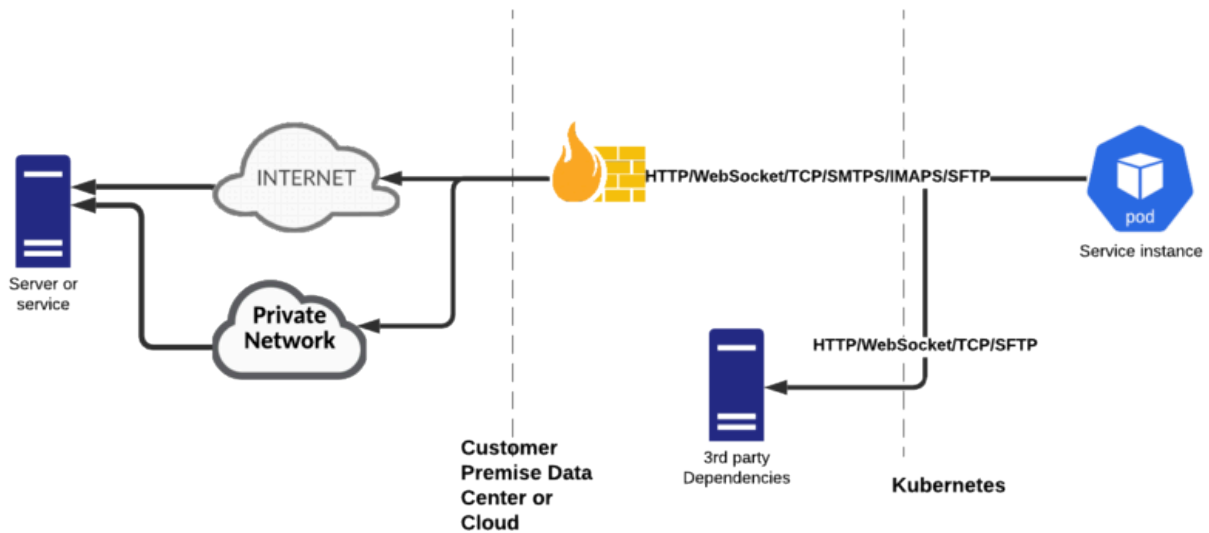 INTERNET
HTTP/WebSocket/TCP/SMTPS/IMAPS/SFTP
pod
Service instance
Server or
service
Private
Network
HTTP/WebSocket/TCP/SFTP
3rd party
Dependencies
Customer
Premise Data
Center or
Cloud
Kubernetes